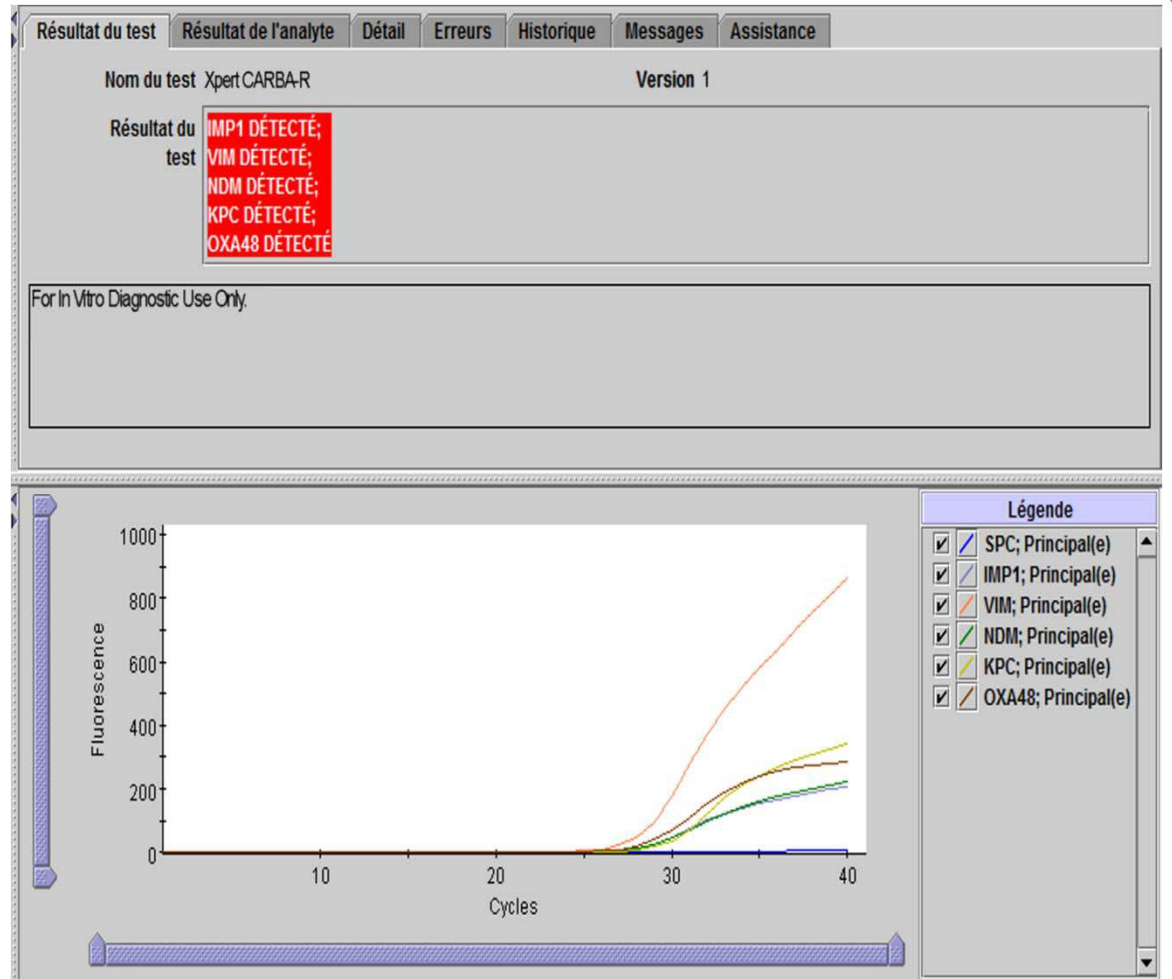 Résultat du test Résultat de l'analyte Détail Erreurs Historique Messages Assistance
Nom du test Xpert CARBA-R Version 1
Résultat du test
IMP1 DÉTECTÉ;
VIM DÉTECTÉ;
NDM DÉTECTÉ;
KPC DÉTECTÉ;
OXA48 DÉTECTÉ
For In Vitro Diagnostic Use Only.
Légende
SPC; Principal(e)
IMP1; Principal(e)
VIM; Principal(e)
NDM; Principal(e)
KPC; Principal(e)
OXA48; Principal(e)
Fluorescence
1000
800
600
400
200
0
10 20 30 40
Cycles